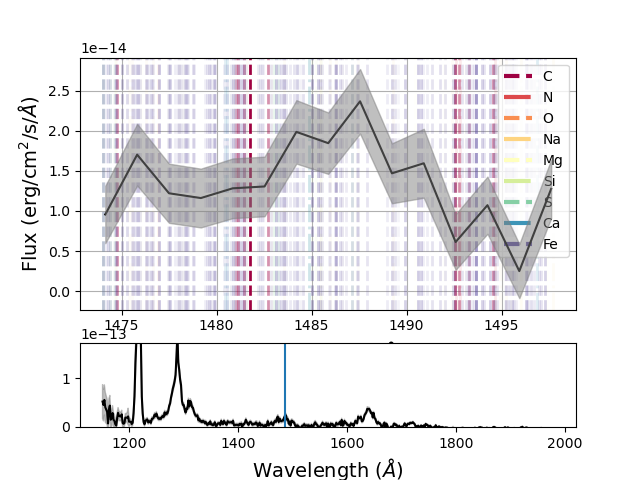 1e−14
Flux (erg/cm²/s/Å)
2.5
2.0
1.5
1.0
0.5
0.0
C
N
O
Na
Mg
Si
S
Ca
Fe
1475 1480 1485 1490 1495
1e−13
1
0
1200 1400 1600 1800 2000
Wavelength (Å)